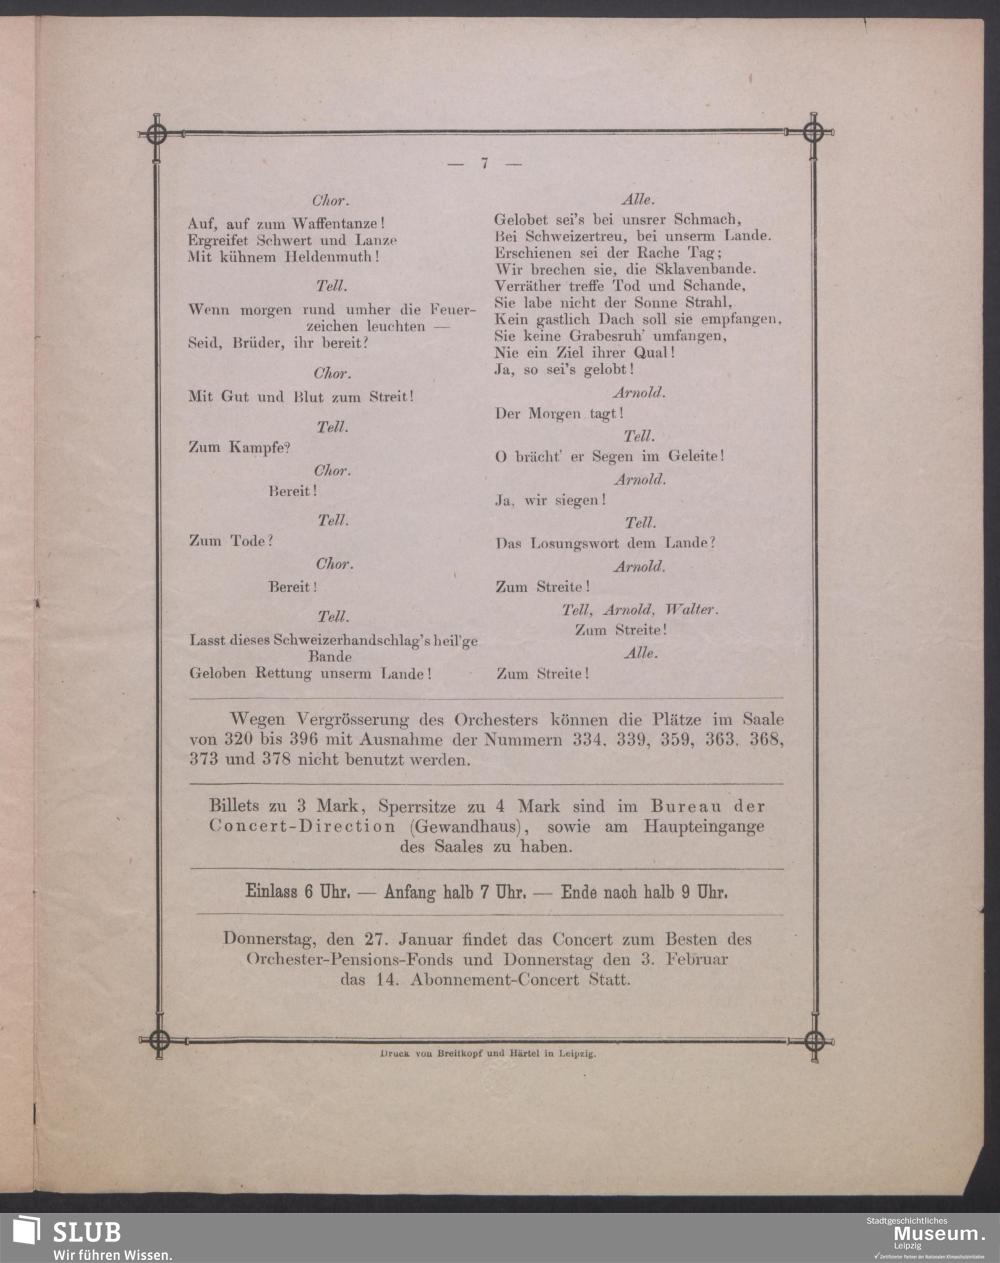 — 7 —
Chor.
Auf, auf zum Waffentanze!
Ergreifet Schwert und Lanze
Mit kühnem Heldenmuth!
Tell.
Wenn morgen rund umher die Feuer-
zeichen leuchten —
Seid, Brüder, ihr bereit?
Chor.
Mit Gut und Blut zum Streit!
Tell.
Zum Kampfe?
Chor.
Bereit!
Tell.
Zum Tode?
Chor.
Bereit!
Tell.
Lasst dieses Schweizerhandschlag's heil'ge
Bande
Geloben Rettung unserm Lande!
Alle.
Gelobet sei's bei unsrer Schmach,
Bei Schweizertreu, bei unserm Lande.
Erschienen sei der Rache Tag;
Wir brechen sie, die Sklavenbande.
Verräther treffe Tod und Schande,
Sie labe nicht der Sonne Strahl,
Kein gastlich Dach soll sie empfangen,
Sie keine Grabesruh' umfangen,
Nie ein Ziel ihrer Qual!
Ja, so sei's gelobt!
Arnold.
Der Morgen tagt!
Tell.
O brächt' er Segen im Geleite!
Arnold.
Ja, wir siegen!
Tell.
Das Losungswort dem Lande?
Arnold.
Zum Streite!
Tell, Arnold, Walter.
Zum Streite!
Alle.
Zum Streite!
Wegen Vergrösserung des Orchesters können die Plätze im Saale
von 320 bis 396 mit Ausnahme der Nummern 334, 339, 359, 363, 368,
373 und 378 nicht benutzt werden.
Billets zu 3 Mark, Sperrsitze zu 4 Mark sind im Bureau der
Concert-Direction (Gewandhaus), sowie am Haupteingange
des Saales zu haben.
Einlass 6 Uhr. — Anfang halb 7 Uhr. — Ende nach halb 9 Uhr.
Donnerstag, den 27. Januar findet das Concert zum Besten des
Orchester-Pensions-Fonds und Donnerstag den 3. Februar
das 14. Abonnement-Concert Statt.
Druck von Breitkopf und Härtel in Leipzig.
SLUB
Wir führen Wissen.
Stadtgeschichtliches
Museum.
Leipzig
Zertifizierter Partner der Nationalen Klimaschutzinitiative